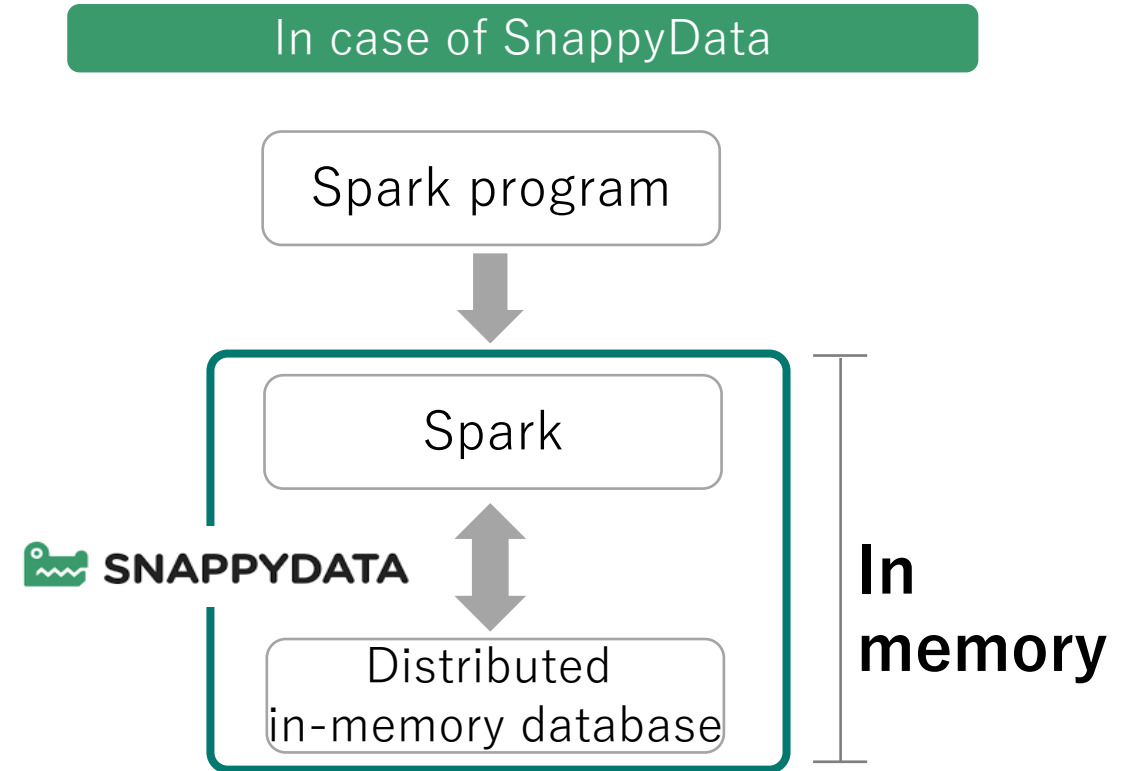 In case of SnappyData
Spark program
Spark
SNAPPYDATA
In
memory
Distributed
in-memory database